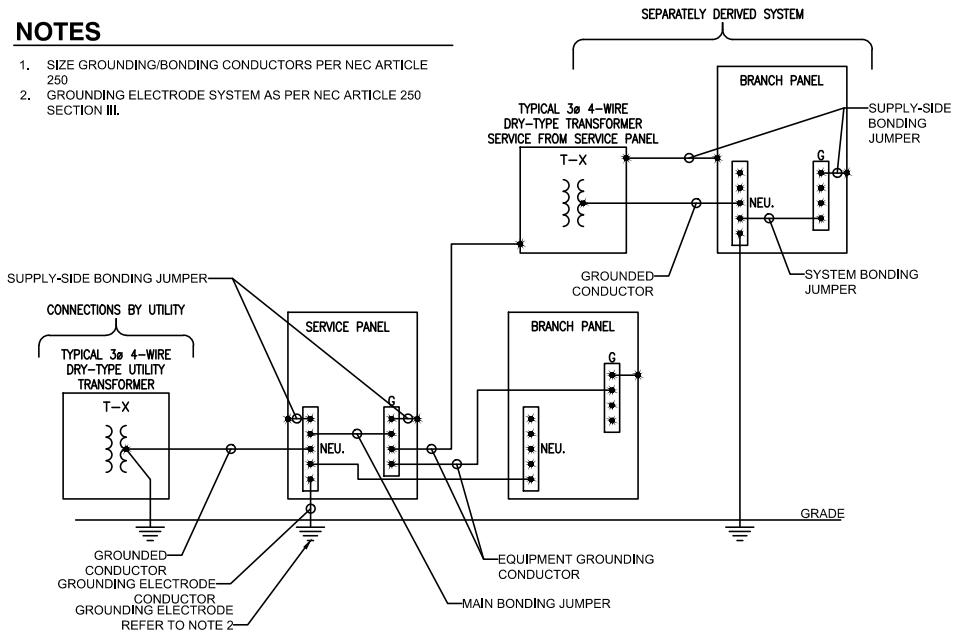 NOTES
1. SIZE GROUNDING/BONDING CONDUCTORS PER NEC ARTICLE
250
2. GROUNDING ELECTRODE SYSTEM AS PER NEC ARTICLE 250
SECTION III.
SEPARATELY DERIVED SYSTEM
BRANCH PANEL
SUPPLY-SIDE
BONDING
JUMPER
TYPICAL 3ø 4-WIRE
DRY-TYPE TRANSFORMER
SERVICE FROM SERVICE PANEL
T-X
G
NEU.
GROUNDED
CONDUCTOR
SYSTEM BONDING
JUMPER
SUPPLY-SIDE BONDING JUMPER
CONNECTIONS BY UTILITY
TYPICAL 3ø 4-WIRE
DRY-TYPE UTILITY
TRANSFORMER
T-X
SERVICE PANEL
G
NEU.
BRANCH PANEL
G
NEU.
GRADE
GROUNDED
CONDUCTOR
GROUNDING ELECTRODE
CONDUCTOR
GROUNDING ELECTRODE
REFER TO NOTE 2
EQUIPMENT GROUNDING
CONDUCTOR
MAIN BONDING JUMPER